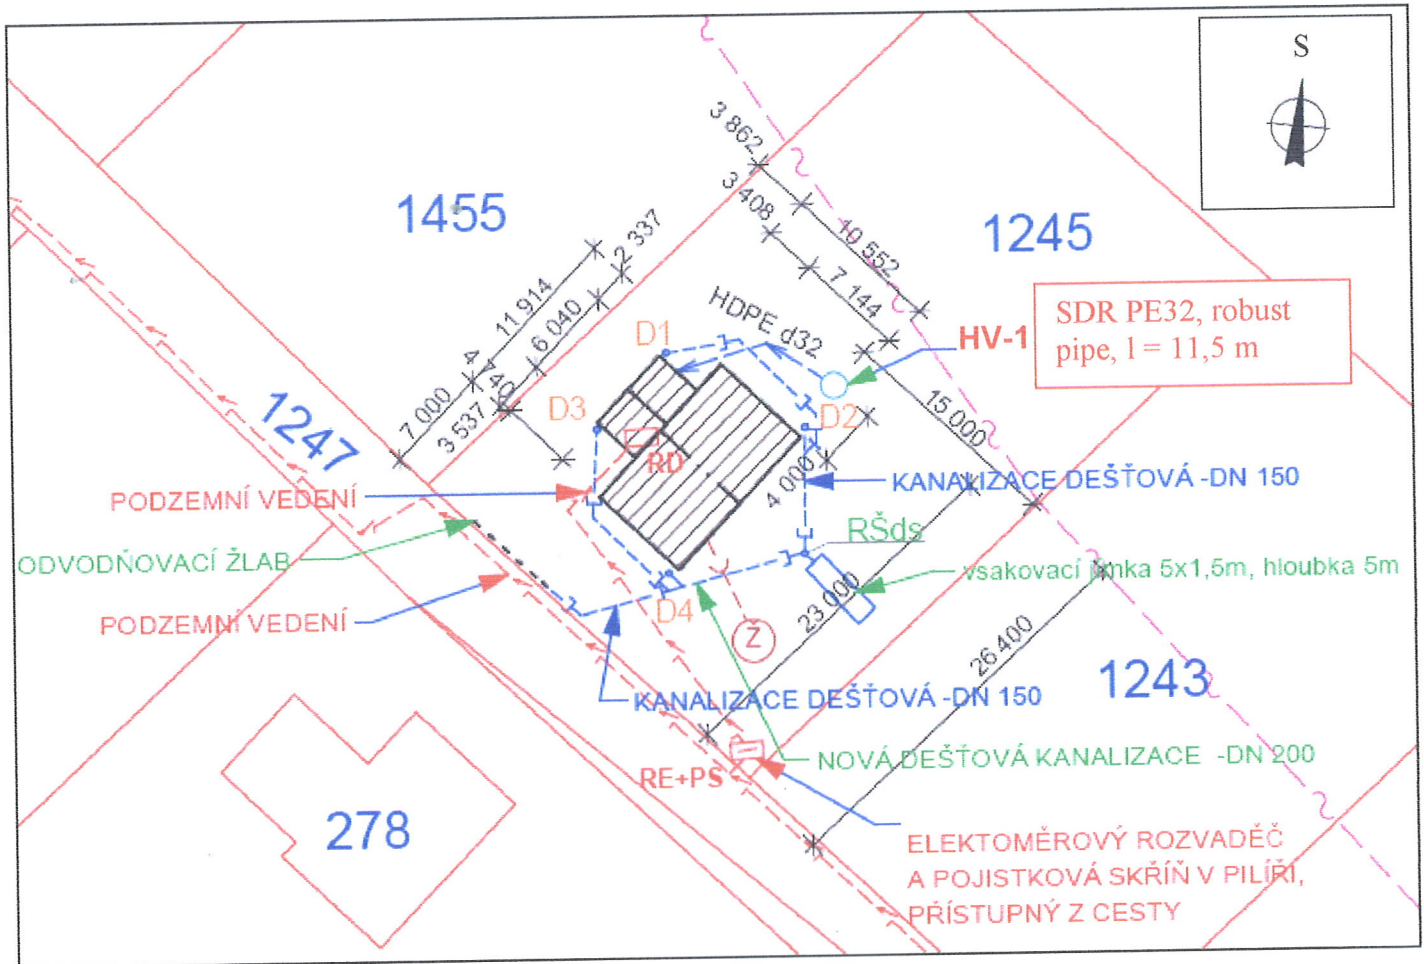 S
3 862
3 408
10 552
7 144
1455
1245
2 337
11 914
6 040
4 740
7 000
3 537
HDPE d32
D1
HV-1
SDR PE32, robust
pipe, l = 11,5 m
D3
D2
15 000
1247
RD
4 000
PODZEMNÍ VEDENÍ
KANALIZACE DEŠŤOVÁ -DN 150
RŠds
ODVODŇOVACÍ ŽLAB
vsakovací jímka 5x1,5m, hloubka 5m
PODZEMNÍ VEDENÍ
D4
Z
23 000
26 400
1243
KANALIZACE DEŠŤOVÁ -DN 150
NOVÁ DEŠŤOVÁ KANALIZACE -DN 200
RE+PS
278
ELEKTOMĚROVÝ ROZVADĚČ
A POJISTKOVÁ SKŘÍŇ V PILÍŘI,
PŘÍSTUPNÝ Z CESTY